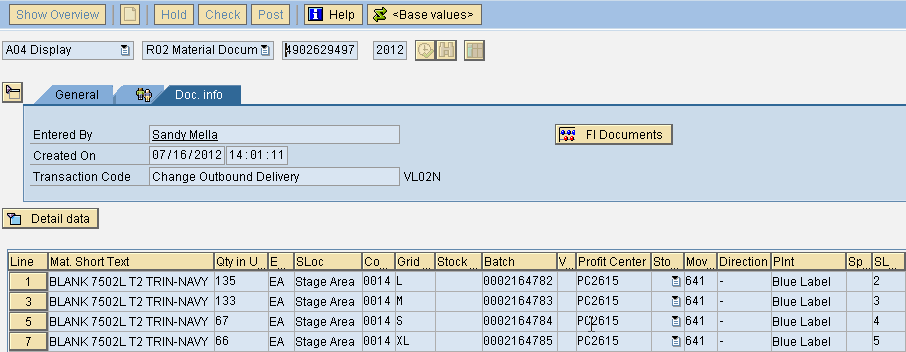 Show Overview Hold Check Post Help <Base values>
A04 Display R02 Material Docum 4902629497 2012
General Doc. info
Entered By Sandy Mella FI Documents
Created On 07/16/2012 14:01:11
Transaction Code Change Outbound Delivery VL02N
Detail data
Line Mat. Short Text Qty in U... E... SLoc Co... Grid ... Stock... Batch V... Profit Center Sto... Mov... Direction Plnt Sp... SL...
1 BLANK 7502L T2 TRIN-NAVY 135 EA Stage Area 0014 L 0002164782 PC2615 641 - Blue Label 2
3 BLANK 7502L T2 TRIN-NAVY 133 EA Stage Area 0014 M 0002164783 PC2615 641 - Blue Label 3
5 BLANK 7502L T2 TRIN-NAVY 67 EA Stage Area 0014 S 0002164784 PC2615 641 - Blue Label 4
7 BLANK 7502L T2 TRIN-NAVY 66 EA Stage Area 0014 XL 0002164785 PC2615 641 - Blue Label 5